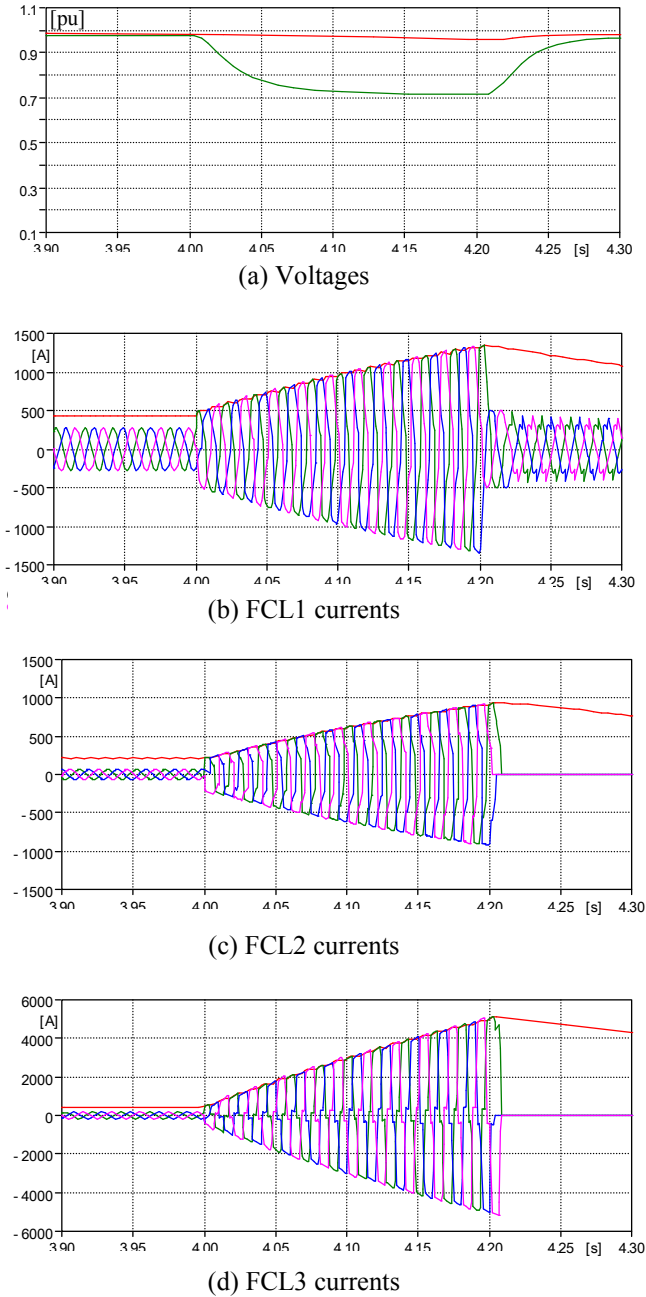 1.1
[pu]
0.9
0.7
0.5
0.3
0.1
3.90 3.95 4.00 4.05 4.10 4.15 4.20 [s] 4.25 4.30
(a) Voltages
1500
[A]
1000
500
0
- 500
- 1000
- 1500
3.90 3.95 4.00 4.05 4.10 4.15 4.20 4.25 [s] 4.30
(b) FCL1 currents
1500
[A]
1000
500
0
- 500
- 1000
- 1500
3.90 3.95 4.00 4.05 4.10 4.15 4.20 4.25 [s] 4.30
(c) FCL2 currents
6000
[A]
4000
2000
0
- 2000
- 4000
- 6000
3.90 3.95 4.00 4.05 4.10 4.15 4.20 4.25 [s] 4.30
(d) FCL3 currents